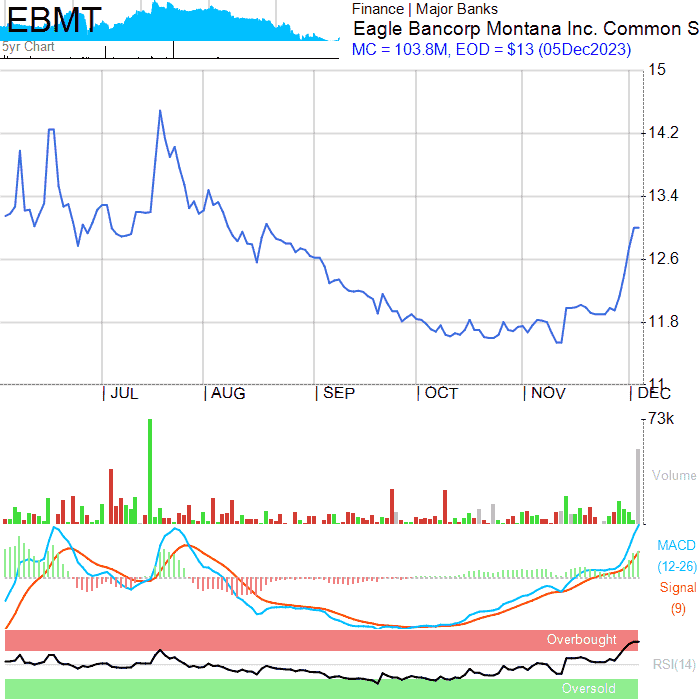 EBMT
5yr Chart
Finance | Major Banks
Eagle Bancorp Montana Inc. Common S
MC = 103.8M, EOD = $13 (05Dec2023)
15
14.2
13.4
12.6
11.8
11
JUL AUG SEP OCT NOV DEC
73k
Volume
MACD
(12-26)
Signal
(9)
Overbought
RSI(14)
Oversold